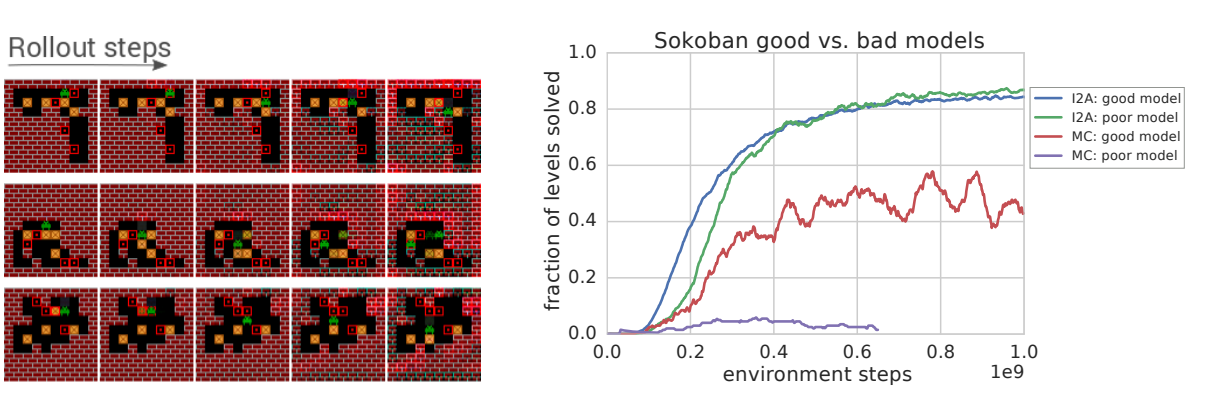 Rollout steps
Sokoban good vs. bad models
fraction of levels solved
1.0
0.8
0.6
0.4
0.2
0.0
0.0 0.2 0.4 0.6 0.8 1.0
environment steps
1e9
I2A: good model
I2A: poor model
MC: good model
MC: poor model